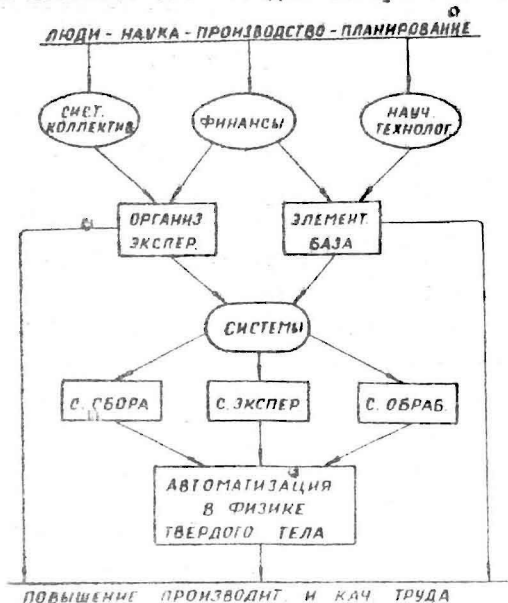 ЛЮДИ - НАУКА - ПРОИЗВОДСТВО - ПЛАНИРОВАНИЕ
СИСТ.
КОЛЛЕКТИВ.
ФИНАНСЫ
НАУЧ.
ТЕХНОЛОГ.
ОРГАНИЗ
ЭКСПЕР.
ЭЛЕМЕНТ.
БАЗА
СИСТЕМЫ
С. СБОРА
С. ЭКСПЕР
С. ОБРАБ.
АВТОМАТИЗАЦИЯ
В ФИЗИКЕ
ТВЕРДОГО ТЕЛА
ПОВЫШЕНИЕ ПРОИЗВОДИТ. И КАЧ. ТРУДА